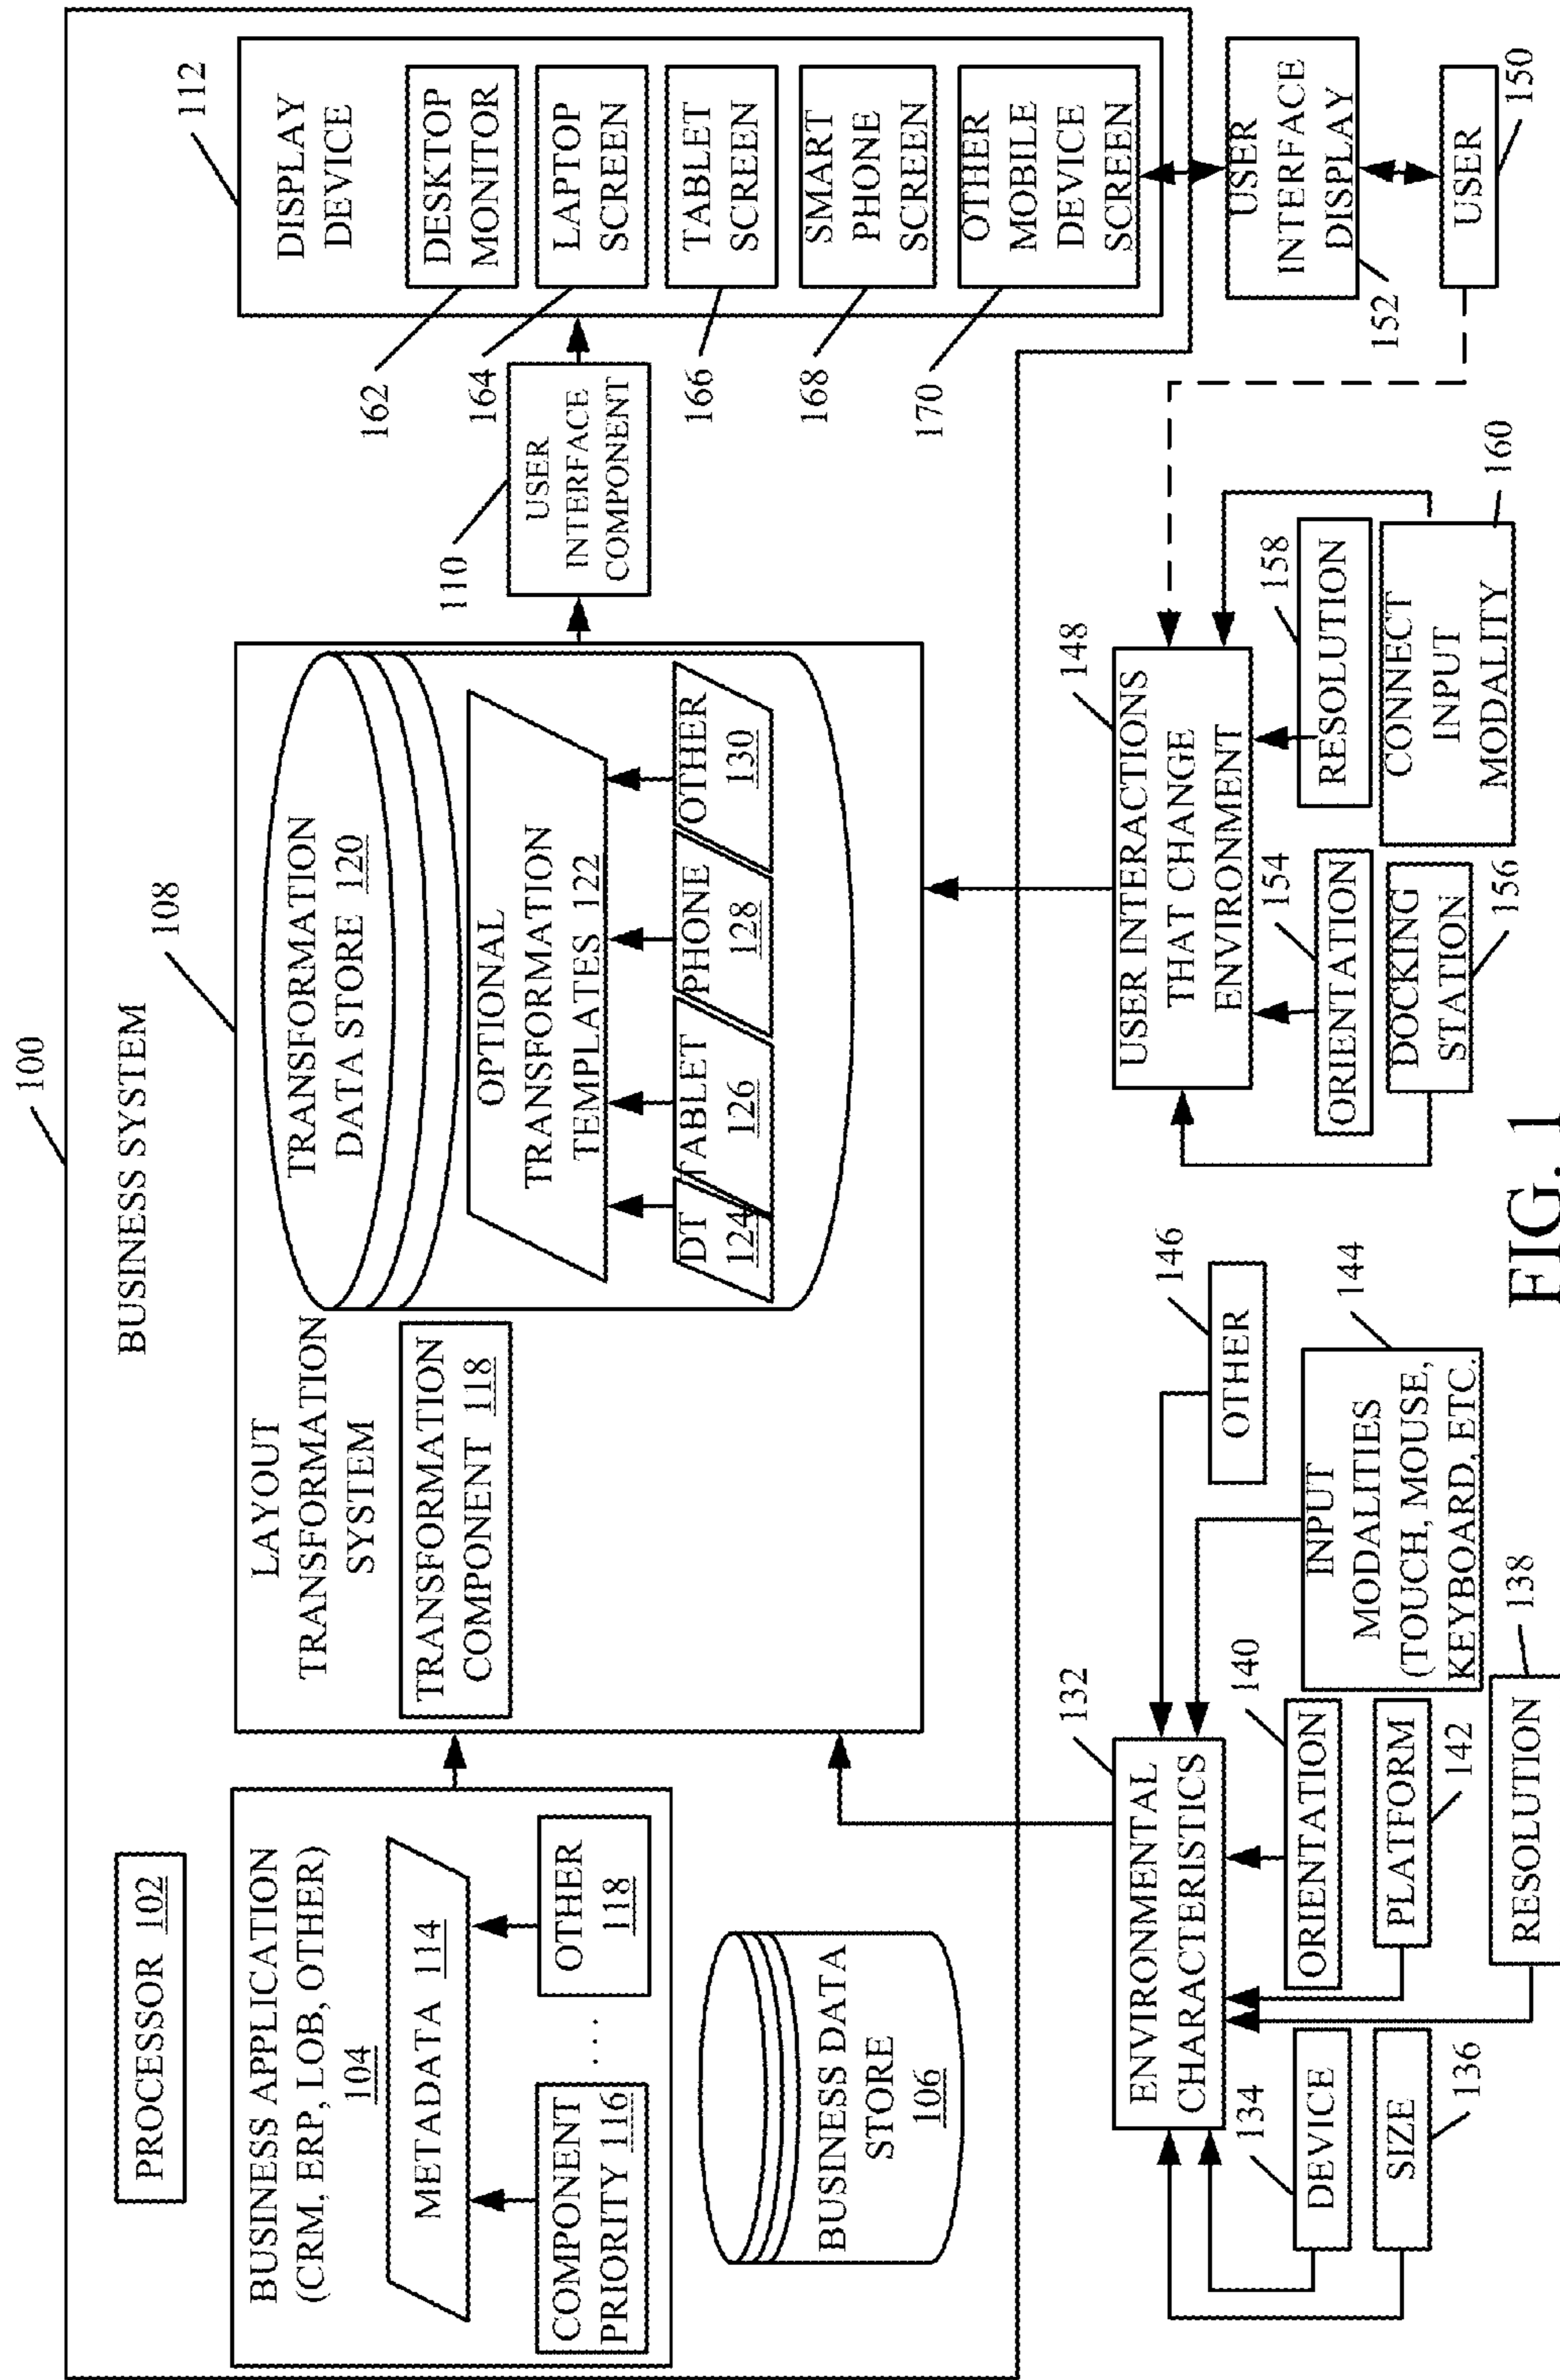 100
BUSINESS SYSTEM
PROCESSOR 102
BUSINESS APPLICATION
(CRM, ERP, LOB, OTHER)
104
METADATA 114
COMPONENT
PRIORITY 116
. . .
OTHER
118
BUSINESS DATA
STORE
106
108
LAYOUT
TRANSFORMATION
SYSTEM
TRANSFORMATION
COMPONENT 118
TRANSFORMATION
DATA STORE 120
OPTIONAL
TRANSFORMATION
TEMPLATES 122
DT
124
TABLET
126
PHONE
128
OTHER
130
110
USER
INTERFACE
COMPONENT
112
DISPLAY
DEVICE
DESKTOP
MONITOR
162
LAPTOP
SCREEN
164
TABLET
SCREEN
166
SMART
PHONE
SCREEN
168
OTHER
MOBILE
DEVICE
SCREEN
170
132
ENVIRONMENTAL
CHARACTERISTICS
134
DEVICE
SIZE
136
ORIENTATION
140
PLATFORM
142
RESOLUTION
138
INPUT
MODALITIES
(TOUCH, MOUSE,
KEYBOARD, ETC.
144
OTHER
146
148
USER INTERACTIONS
THAT CHANGE
ENVIRONMENT
154
ORIENTATION
DOCKING
STATION
156
158
RESOLUTION
CONNECT
INPUT
MODALITY
160
USER
INTERFACE
DISPLAY
152
USER
150
FIG. 1